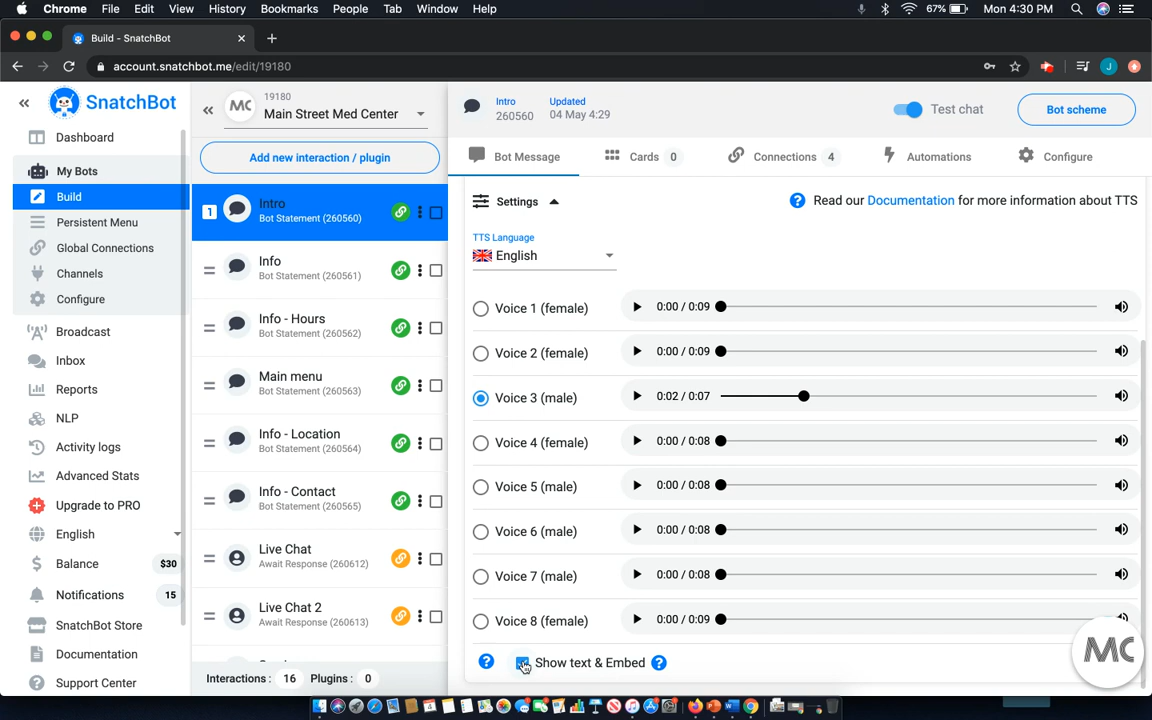 Chrome File Edit View History Bookmarks People Tab Window Help 67% Mon 4:30 PM
Build - SnatchBot
account.snatchbot.me/edit/19180
SnatchBot
Dashboard
My Bots
Build
Persistent Menu
Global Connections
Channels
Configure
Broadcast
Inbox
Reports
NLP
Activity logs
Advanced Stats
Upgrade to PRO
English
Balance $30
Notifications 15
SnatchBot Store
Documentation
Support Center
MC
19180
Main Street Med Center
Add new interaction / plugin
1 Intro
Bot Statement (260560)
Info
Bot Statement (260561)
Info - Hours
Bot Statement (260562)
Main menu
Bot Statement (260563)
Info - Location
Bot Statement (260564)
Info - Contact
Bot Statement (260565)
Live Chat
Await Response (260612)
Live Chat 2
Await Response (260613)
Interactions: 16 Plugins: 0
Intro
260560
Updated
04 May 4:29
Test chat
Bot scheme
Bot Message Cards 0 Connections 4 Automations Configure
Settings
Read our Documentation for more information about TTS
TTS Language
English
Voice 1 (female) 0:00 / 0:09
Voice 2 (female) 0:00 / 0:09
Voice 3 (male) 0:02 / 0:07
Voice 4 (female) 0:00 / 0:08
Voice 5 (male) 0:00 / 0:08
Voice 6 (male) 0:00 / 0:08
Voice 7 (male) 0:00 / 0:08
Voice 8 (female) 0:00 / 0:09
? Show text & Embed ?
MC